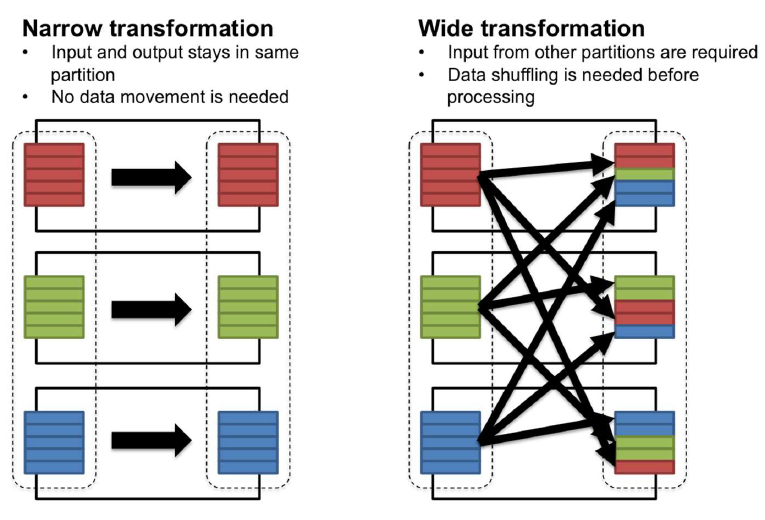 Narrow transformation
• Input and output stays in same
partition
• No data movement is needed
Wide transformation
• Input from other partitions are required
• Data shuffling is needed before
processing